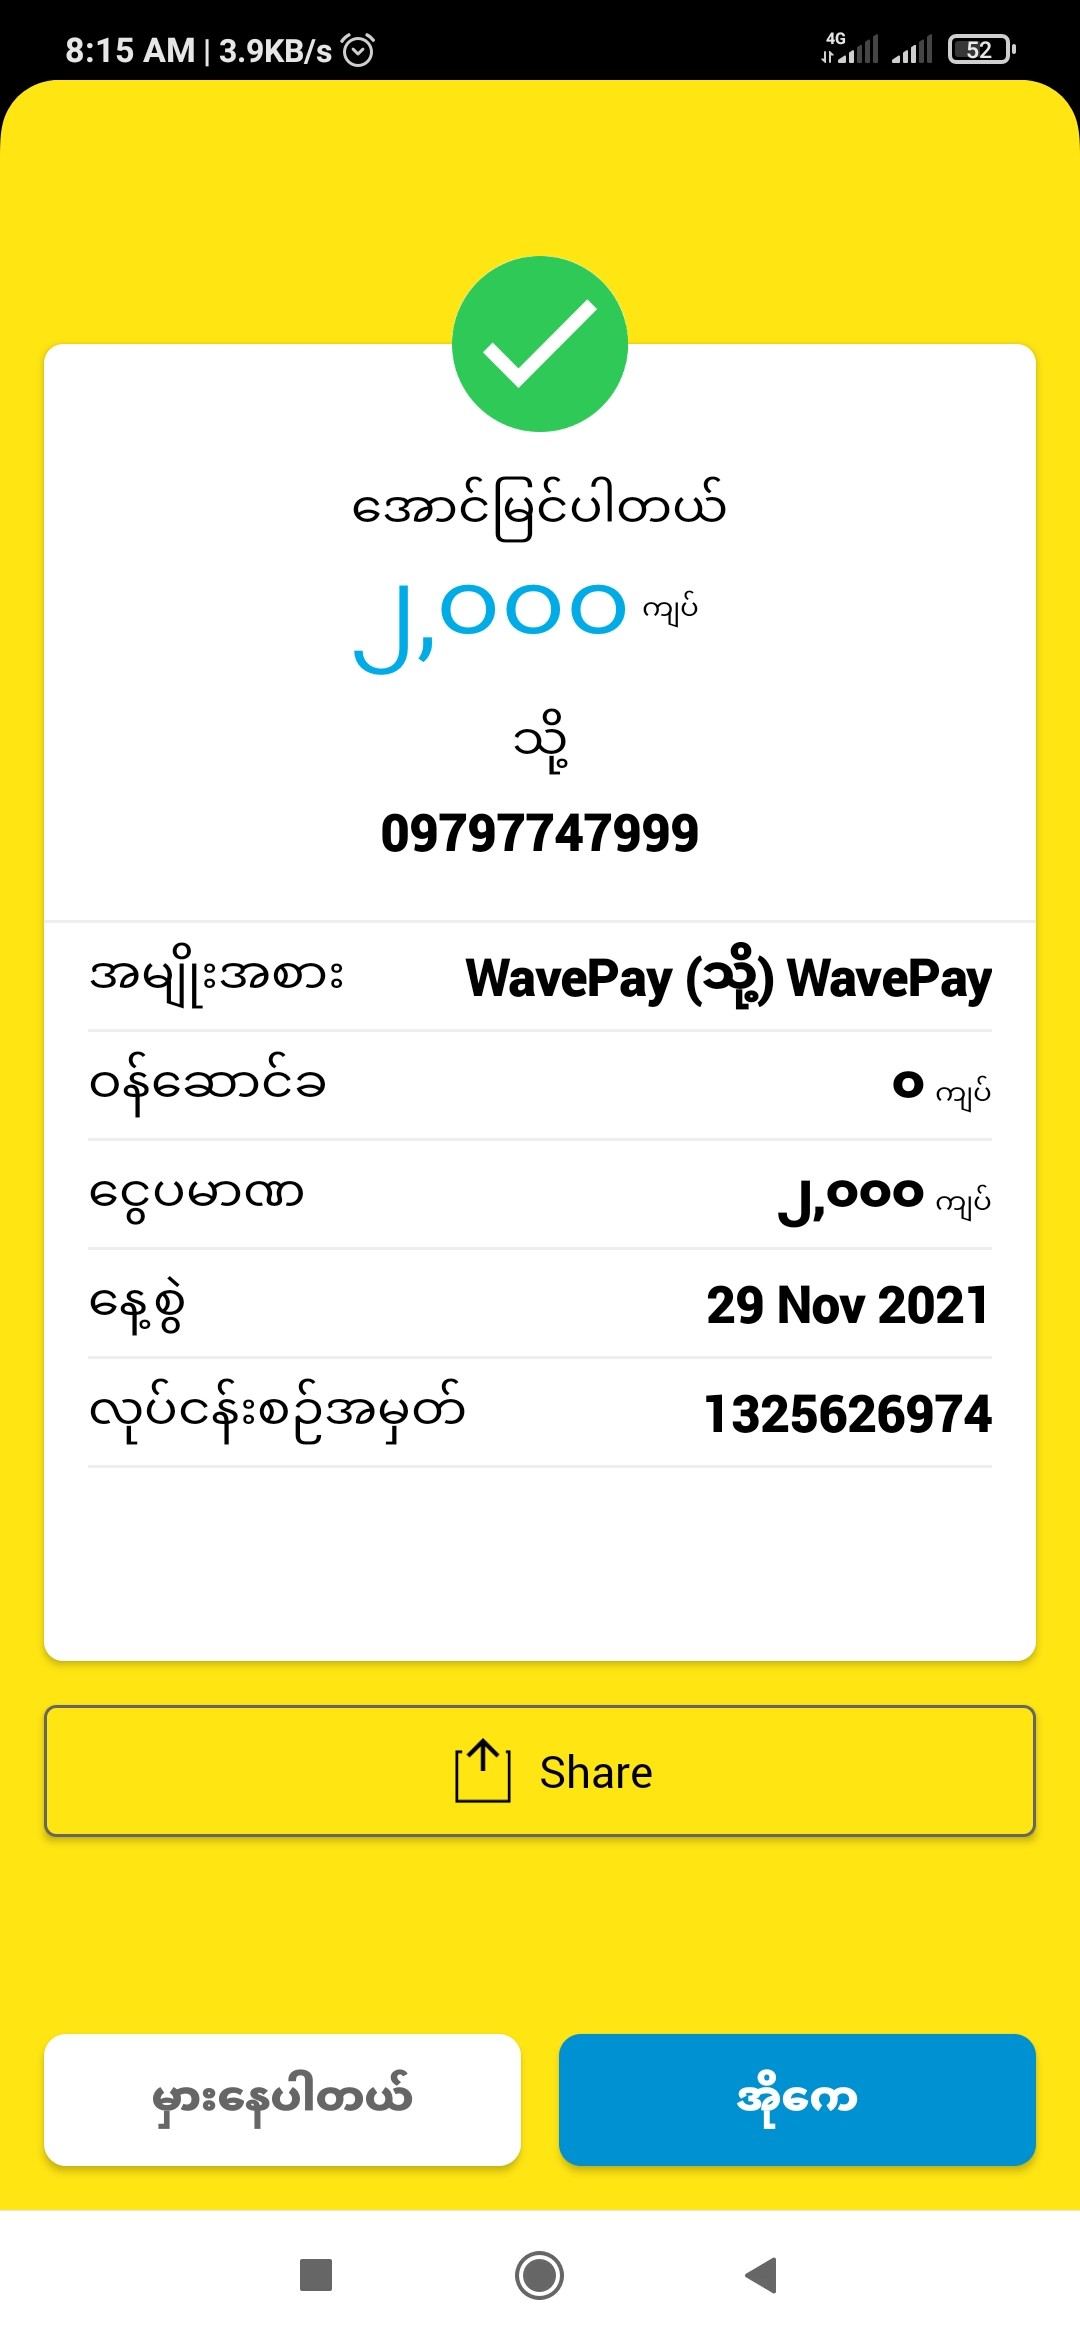 8:15 AM | 3.9KB/s
4G
52
အောင်မြင်ပါတယ်
၂,၀၀၀ ကျပ်
သို့
09797747999
အမျိုးအစား WavePay (သို့) WavePay
ဝန်ဆောင်ခ ၀ ကျပ်
ငွေပမာဏ ၂,၀၀၀ ကျပ်
နေ့စွဲ 29 Nov 2021
လုပ်ငန်းစဉ်အမှတ် 1325626974
Share
မှားနေပါတယ် အိုကေ